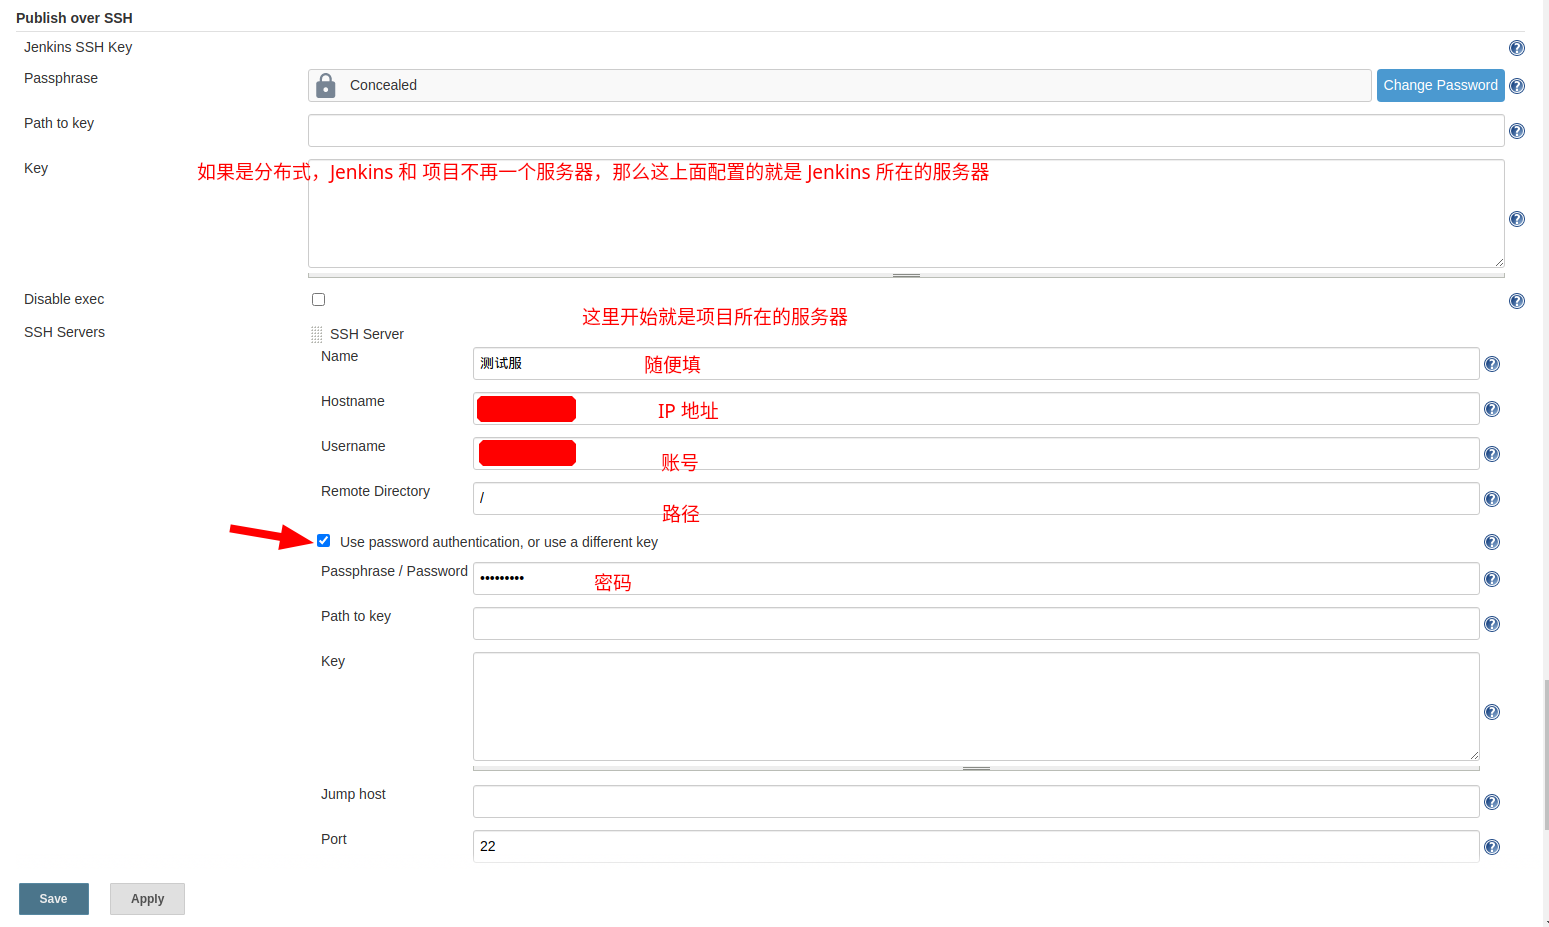 Publish over SSH
Jenkins SSH Key
Passphrase
Concealed
Change Password
Path to key
Key
如果是分布式，Jenkins 和 项目不再一个服务器，那么这上面配置的就是 Jenkins 所在的服务器
Disable exec
这里开始就是项目所在的服务器
SSH Servers
SSH Server
Name
测试服
随便填
Hostname
IP 地址
Username
账号
Remote Directory
/
路径
Use password authentication, or use a different key
Passphrase / Password
•••••••••
密码
Path to key
Key
Jump host
Port
22
Save
Apply